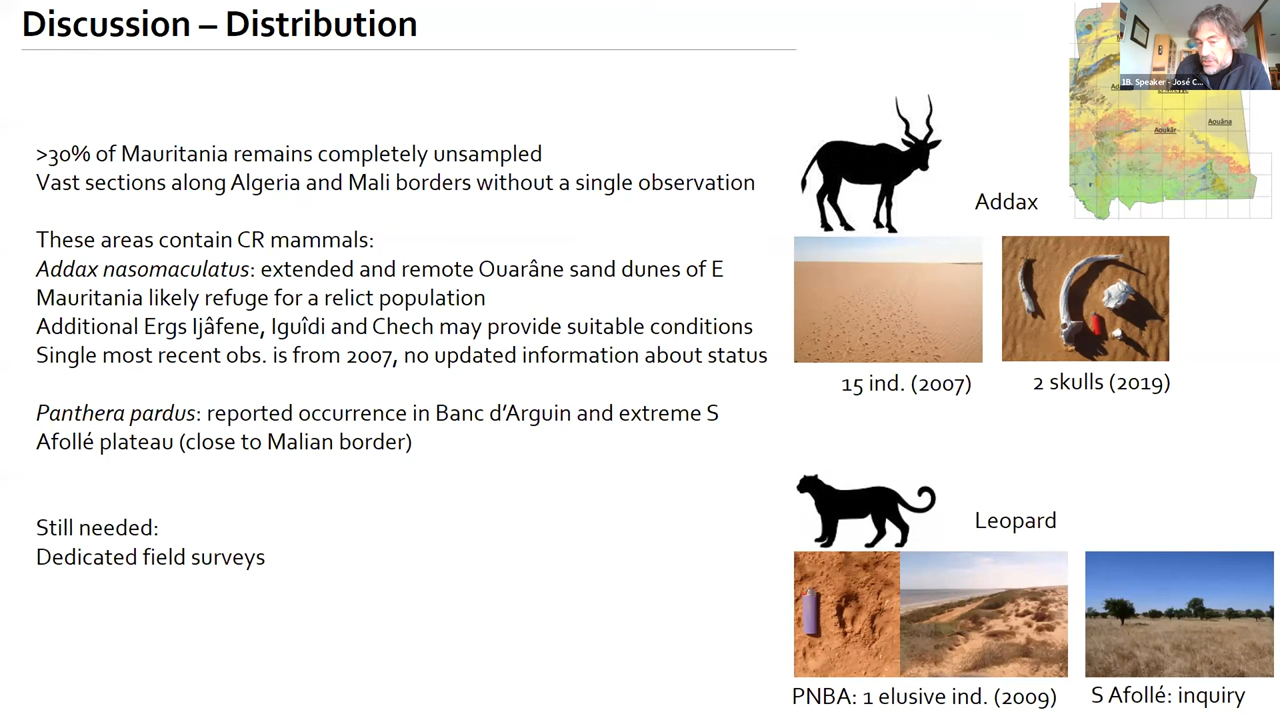 Discussion – Distribution
>30% of Mauritania remains completely unsampled
Vast sections along Algeria and Mali borders without a single observation
These areas contain CR mammals:
Addax nasomaculatus: extended and remote Ouarâne sand dunes of E
Mauritania likely refuge for a relict population
Additional Ergs Ijâfene, Iguîdi and Chech may provide suitable conditions
Single most recent obs. is from 2007, no updated information about status
Panthera pardus: reported occurrence in Banc d'Arguin and extreme S
Afollé plateau (close to Malian border)
Still needed:
Dedicated field surveys
1B. Speaker - José C...
Aouâna
Aoukâr
Addax
15 ind. (2007)
2 skulls (2019)
Leopard
PNBA: 1 elusive ind. (2009)
S Afollé: inquiry